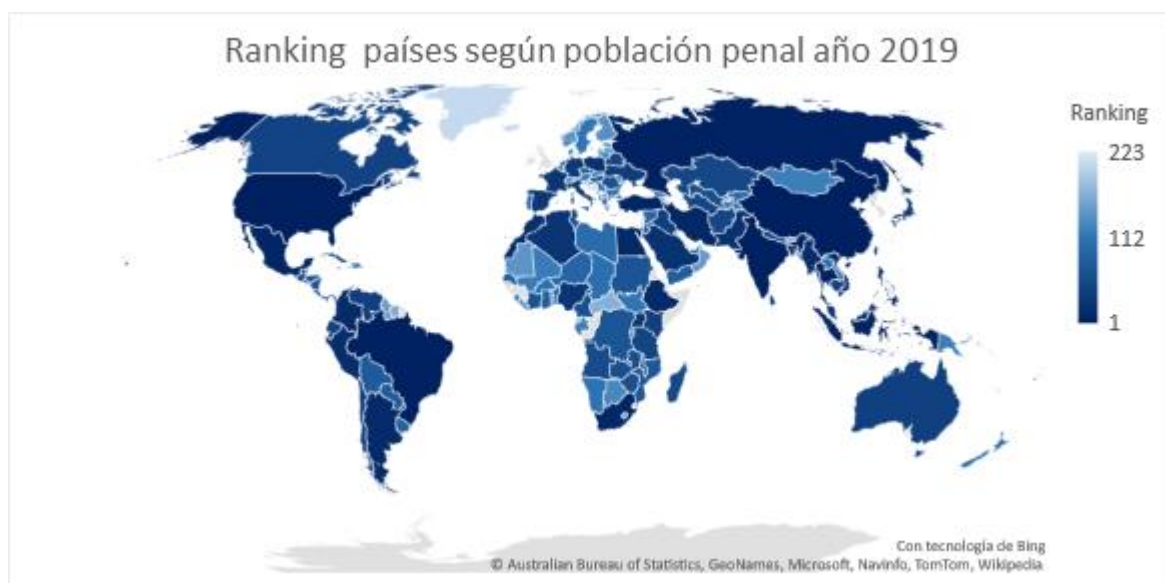 Ranking países según población penal año 2019
Ranking
223
112
1
Con tecnología de Bing
© Australian Bureau of Statistics, GeoNames, Microsoft, Navinfo, TomTom, Wikipedia